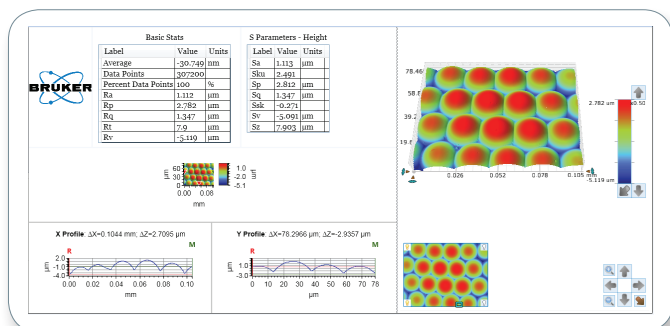 Basic Stats
Label Value Units
Average -30.749 nm
Data Points 307200
Percent Data Points 100 %
Ra 1.112 µm
Rp 2.782 µm
Rq 1.347 µm
Rt 7.9 µm
Rv -5.119 µm
S Parameters - Height
Label Value Units
Sa 1.113 µm
Sku 2.491
Sp 2.812 µm
Sq 1.347 µm
Ssk -0.271
Sv -5.091 µm
Sz 7.903 µm
BRUKER
µm
60
30
0
0.00 0.08
mm
1.0
-2.0
-5.1
µm
78.46
58.
39.2
19.
0.026 0.052 0.078 0.105 mm
2.782 um
x0.50
-5.119 um
X Profile: ΔX=0.1044 mm; ΔZ=2.7095 µm
R M
µm
2.0
-1.0
-4.0
0.00 0.02 0.04 0.06 0.08 0.10
mm
Y Profile: ΔX=78.2966 µm; ΔZ=-2.9357 µm
R M
µm
1.0
-3.0
0 10 20 30 40 50 60 70 78
µm